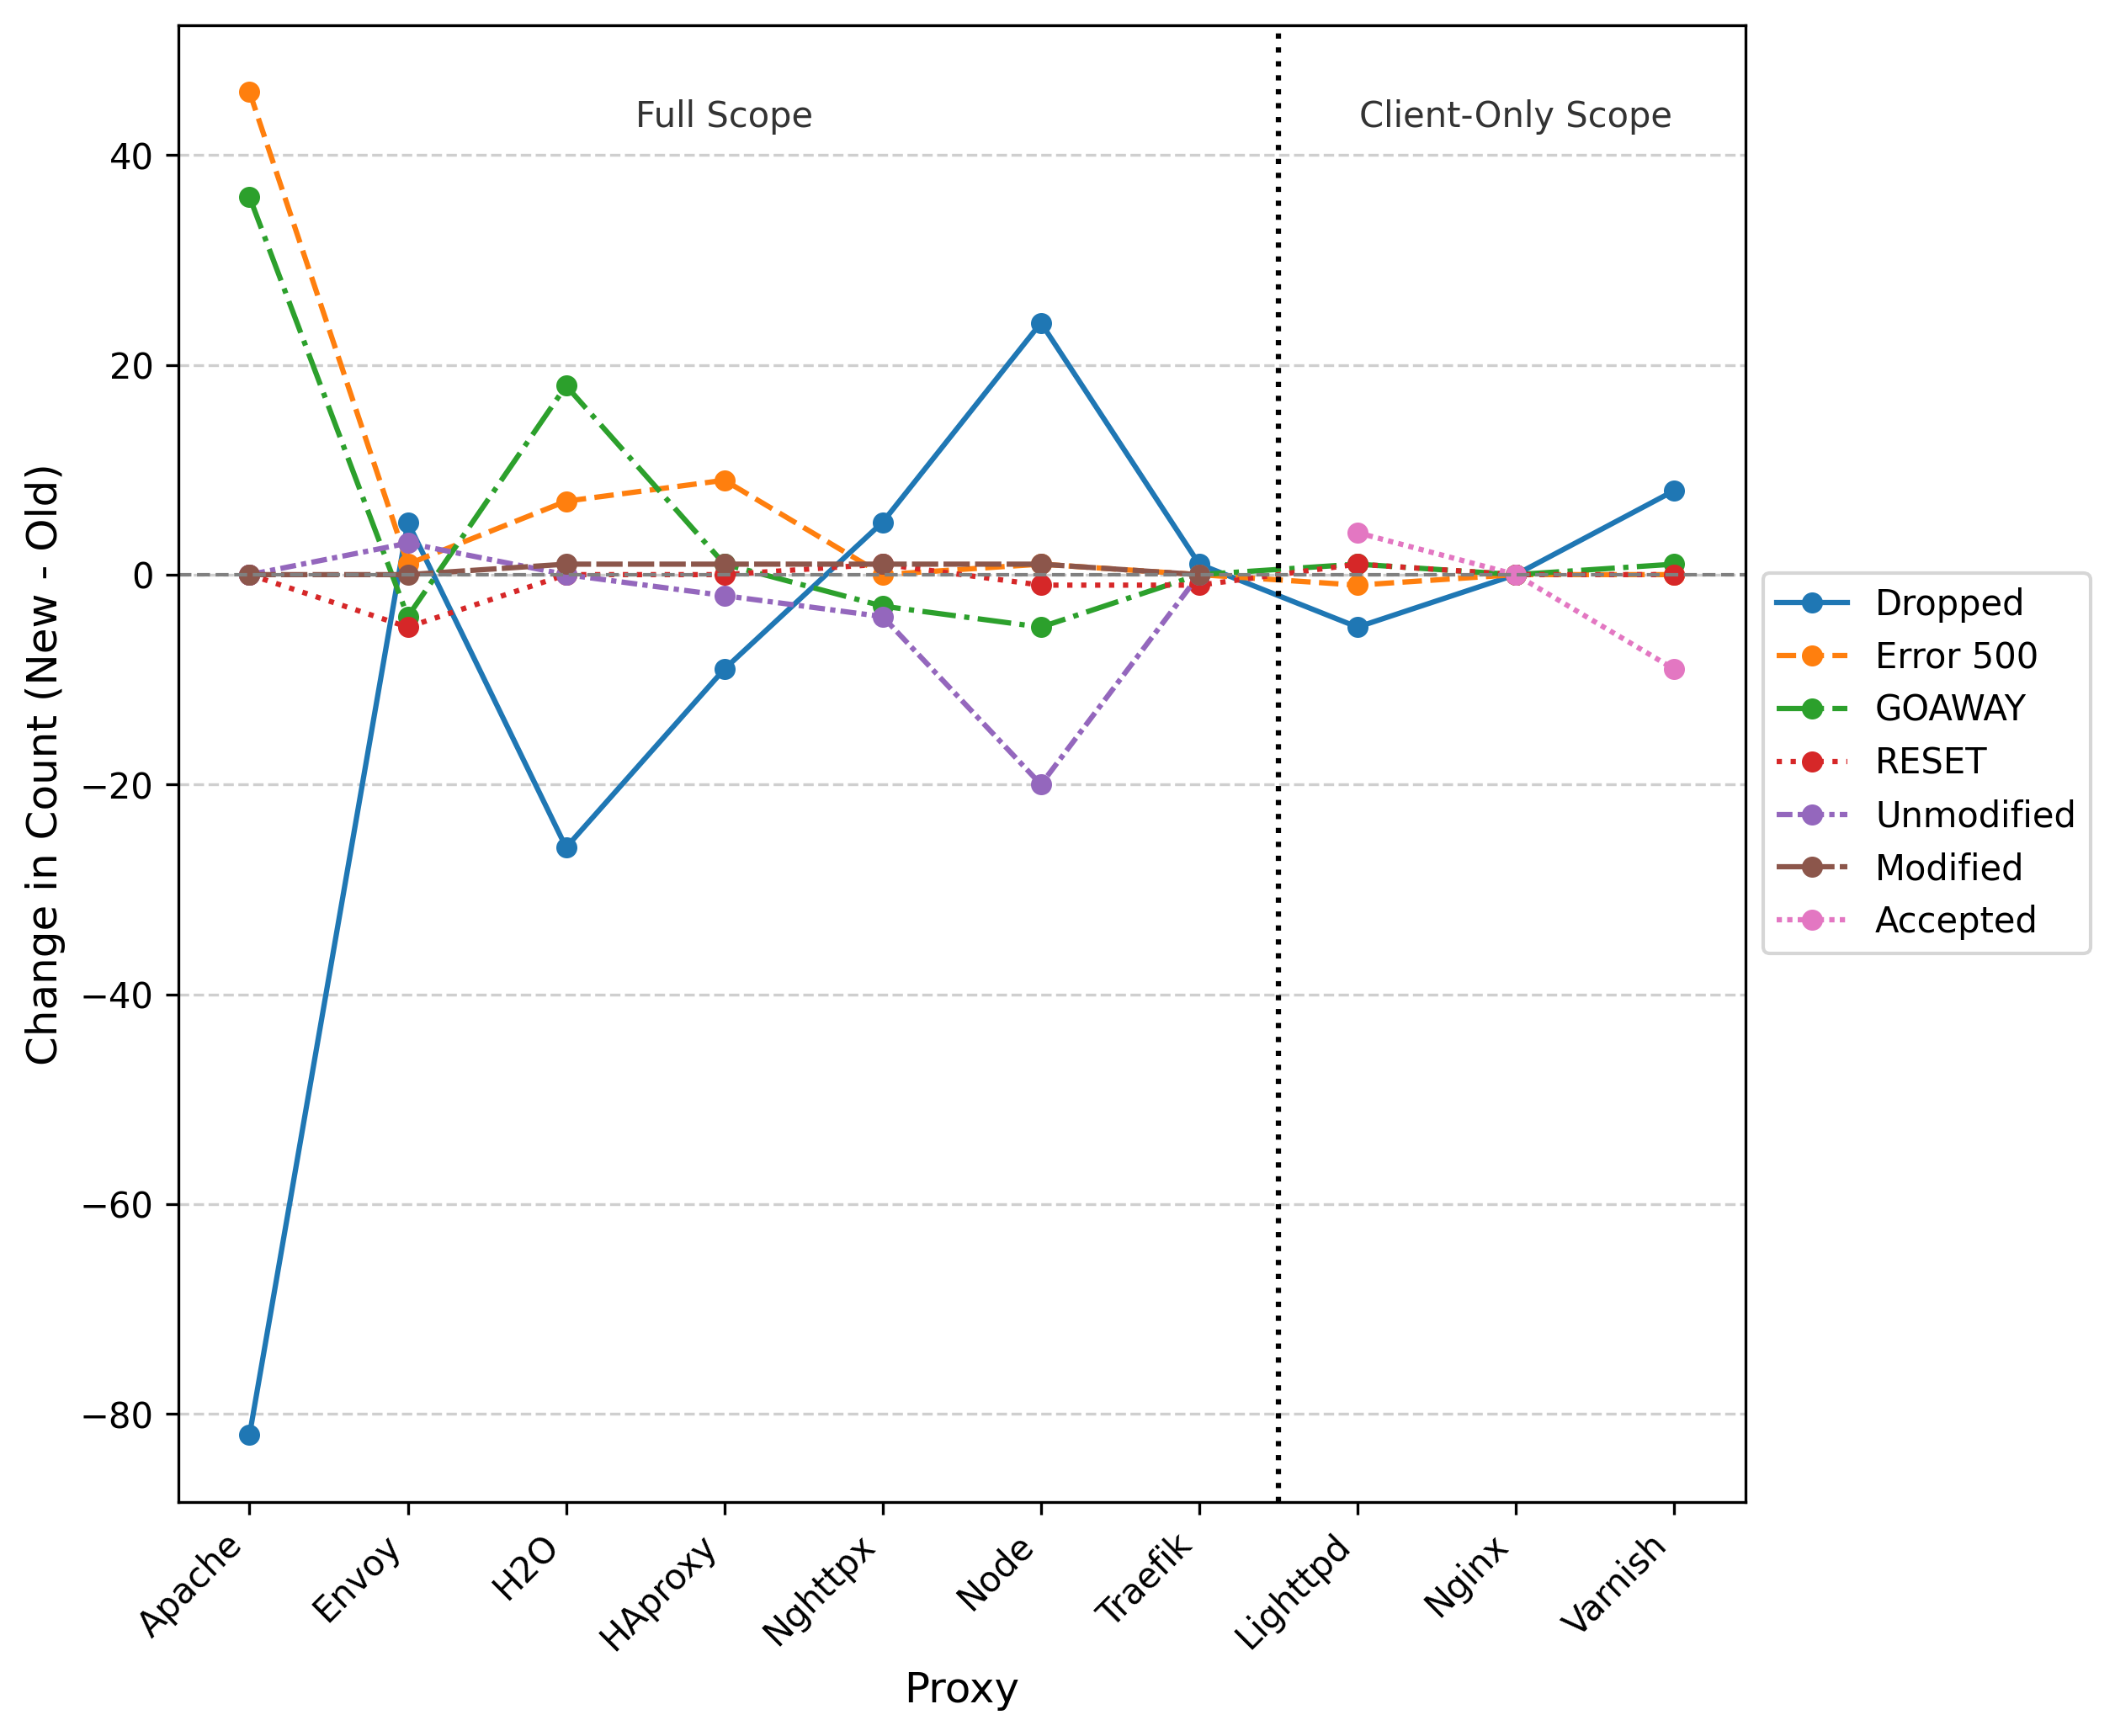 Full Scope
Client-Only Scope
Change in Count (New - Old)
40
20
0
−20
−40
−60
−80
Apache
Envoy
H2O
HAproxy
Nghttpx
Node
Traefik
Lighttpd
Nginx
Varnish
Proxy
Dropped
Error 500
GOAWAY
RESET
Unmodified
Modified
Accepted